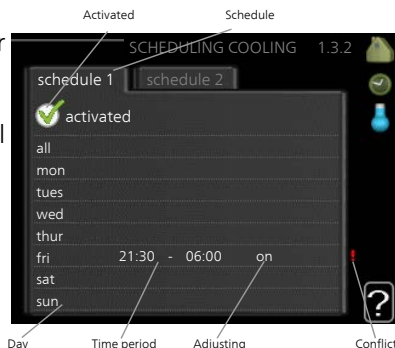 Activated Schedule
r
SCHEDULING COOLING 1.3.2
schedule 1 schedule 2
activated
l
all
mon
tues
wed
thur
fri 21:30 - 06:00 on !
sat
sun
?
Day Time period Adjusting Conflict